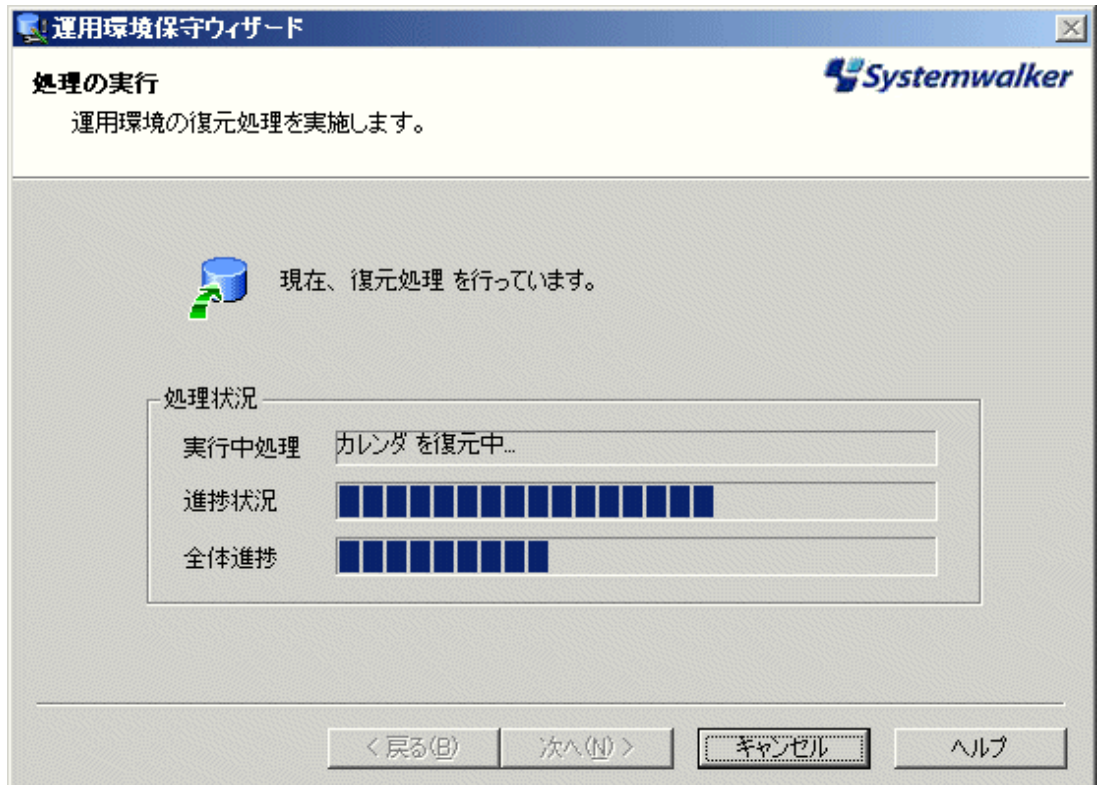 運用環境保守ウィザード
Systemwalker
処理の実行
運用環境の復元処理を実施します。
現在、復元処理 を行っています。
処理状況
実行中処理 カレンダ を復元中...
進捗状況
全体進捗
< 戻る(B) 次へ(N) > キャンセル ヘルプ